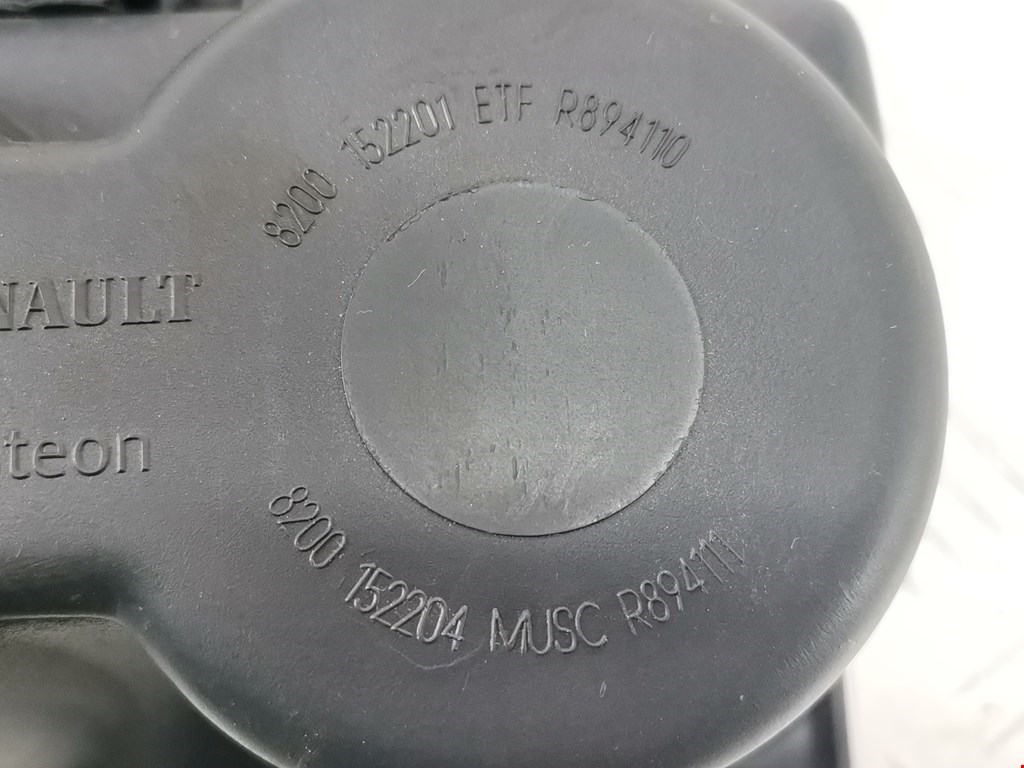 8200 152201 ETF R894110
NAULT
teon
8200 152204 MUSC R894111